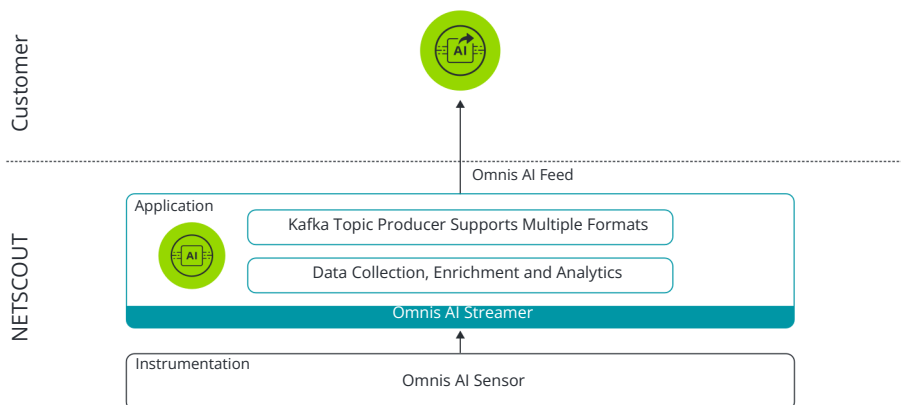 Customer
AI
Omnis AI Feed
NETSCOUT
Application
AI
Kafka Topic Producer Supports Multiple Formats
Data Collection, Enrichment and Analytics
Omnis AI Streamer
Instrumentation
Omnis AI Sensor